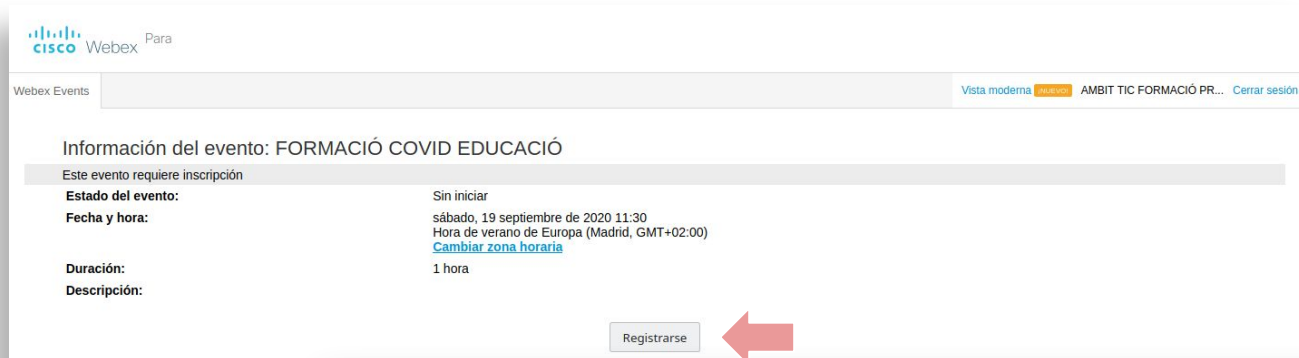 CISCO Webex Para
Webex Events
Vista moderna ¡NUEVO! AMBIT TIC FORMACIÓ PR... Cerrar sesión
Información del evento: FORMACIÓ COVID EDUCACIÓ
Este evento requiere inscripción
Estado del evento: Sin iniciar
Fecha y hora: sábado, 19 septiembre de 2020 11:30
Hora de verano de Europa (Madrid, GMT+02:00)
Cambiar zona horaria
Duración: 1 hora
Descripción:
Registrarse